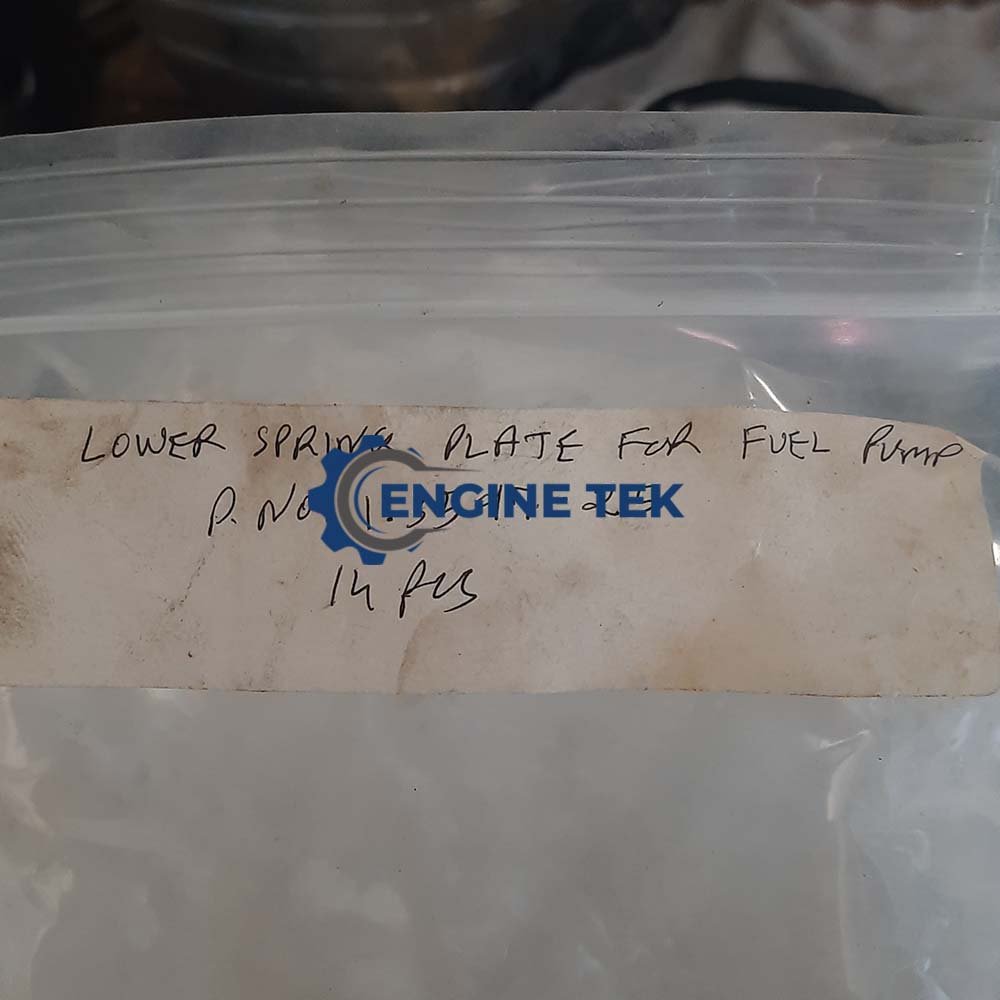 LOWER SPRING PLATE FOR FUEL PUMP
P. NO
ENGINE TEK
14 PCS